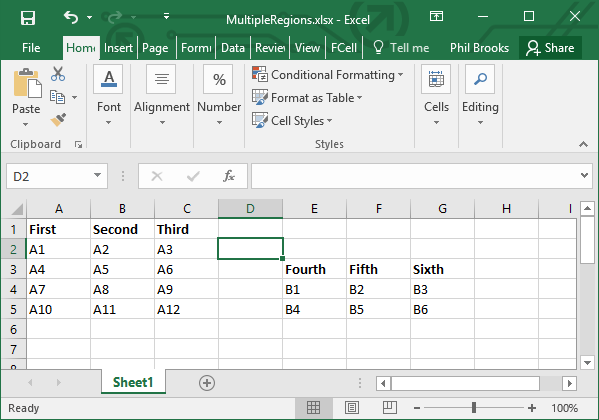 MultipleRegions.xlsx - Excel
File Home Insert Page Formu Data Revie View FCell Tell me Phil Brooks Share
Paste Font Alignment % Number Conditional Formatting Format as Table Cell Styles Cells Editing
Clipboard Styles
D2 fx
A B C D E F G H I
1 First Second Third
2 A1 A2 A3
3 A4 A5 A6 Fourth Fifth Sixth
4 A7 A8 A9 B1 B2 B3
5 A10 A11 A12 B4 B5 B6
6
7
8
Sheet1
Ready 100%